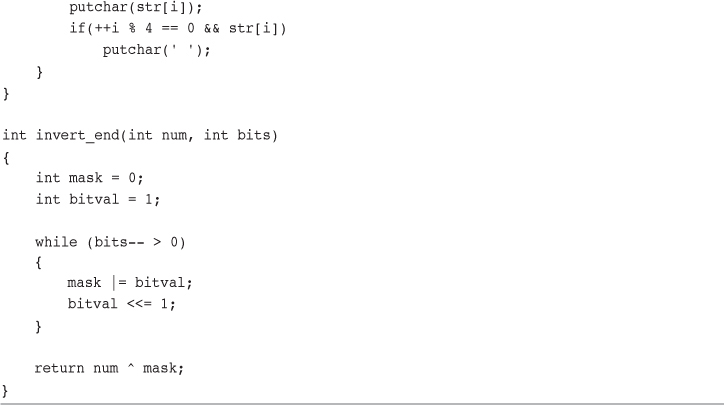 putchar(str[i]);
        if(++i % 4 == 0 && str[i])
            putchar(' ');
    }
}

int invert_end(int num, int bits)
{
    int mask = 0;
    int bitval = 1;

    while (bits-- > 0)
    {
        mask |= bitval;
        bitval <<= 1;
    }

    return num ^ mask;
}